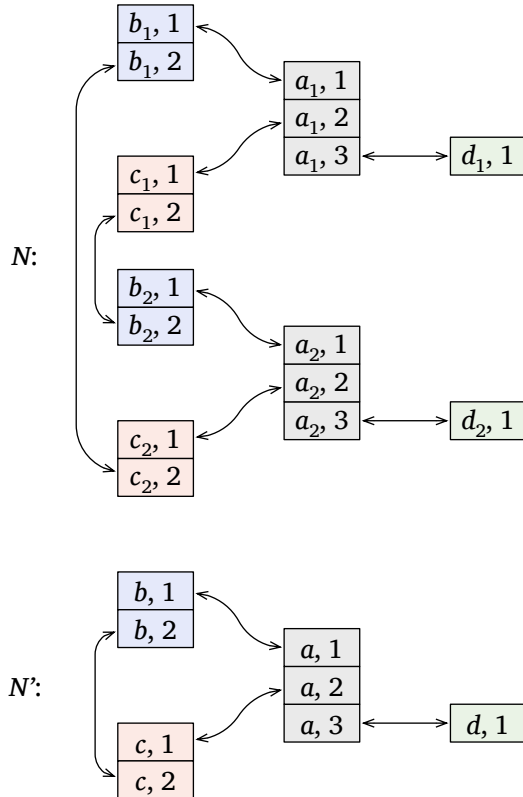 b₁, 1
b₁, 2
a₁, 1
a₁, 2
a₁, 3
d₁, 1
c₁, 1
c₁, 2
N:
b₂, 1
b₂, 2
a₂, 1
a₂, 2
a₂, 3
d₂, 1
c₂, 1
c₂, 2
b, 1
b, 2
a, 1
N’:
a, 2
a, 3
d, 1
c, 1
c, 2